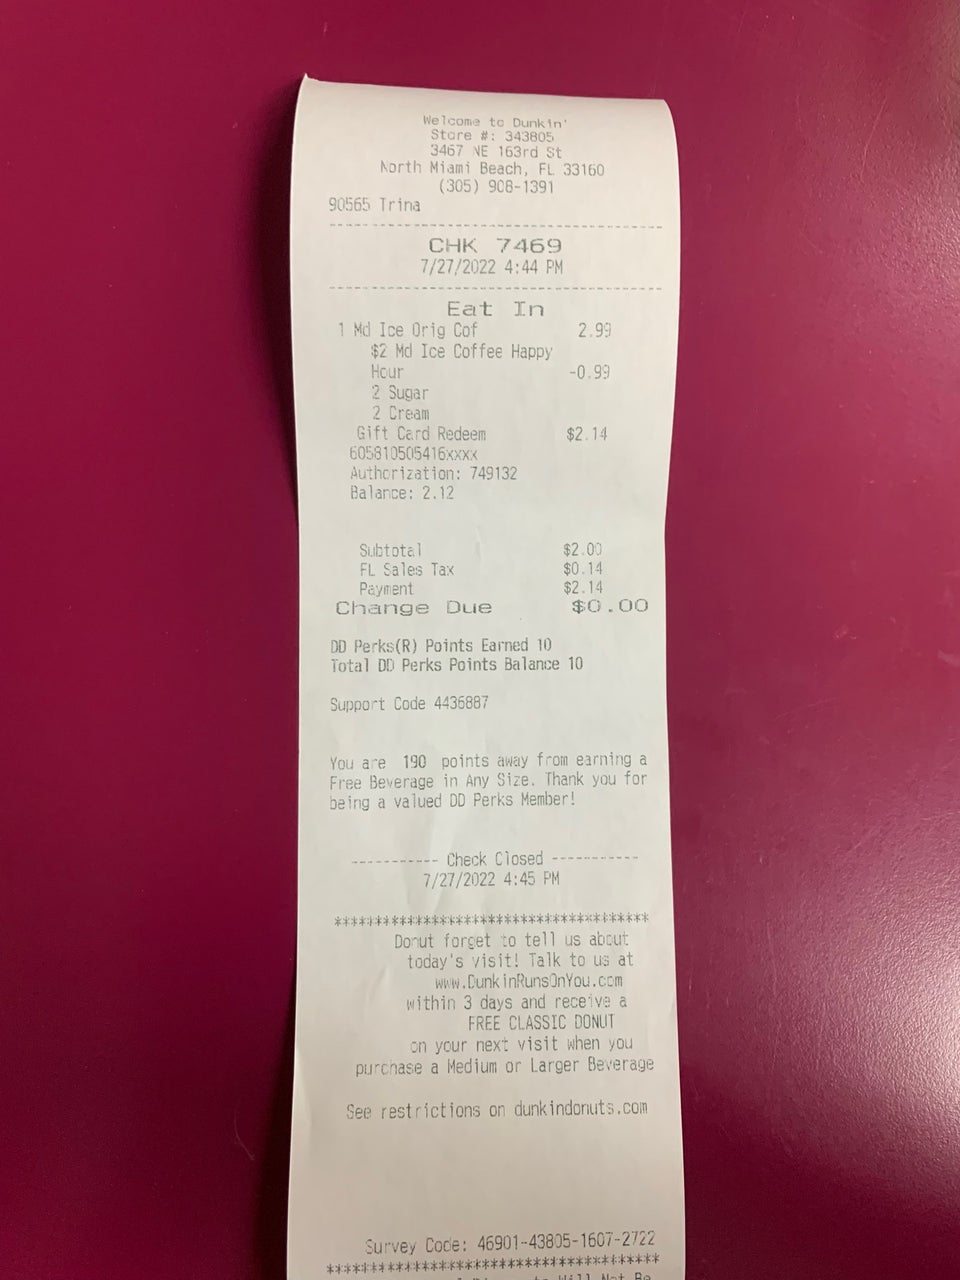 Welcome to Dunkin'
Store #: 343805
3467 NE 163rd St
North Miami Beach, FL 33160
(305) 908-1391
90565 Trina
---------------------------------------
CHK 7469
7/27/2022 4:44 PM
---------------------------------------
Eat In
1 Md Ice Orig Cof 2.99
$2 Md Ice Coffee Happy
Hour -0.99
2 Sugar
2 Cream
Gift Card Redeem $2.14
605810505416xxxx
Authorization: 749132
Balance: 2.12
Subtotal $2.00
FL Sales Tax $0.14
Payment $2.14
Change Due $0.00
DD Perks(R) Points Earned 10
Total DD Perks Points Balance 10
Support Code 4436887
You are 190 points away from earning a
Free Beverage in Any Size. Thank you for
being a valued DD Perks Member!
----------- Check Closed -----------
7/27/2022 4:45 PM
***************************************
Donut forget to tell us about
today's visit! Talk to us at
www.DunkinRunsOnYou.com
within 3 days and receive a
FREE CLASSIC DONUT
on your next visit when you
purchase a Medium or Larger Beverage
See restrictions on dunkindonuts.com
Survey Code: 46901-43805-1607-2722
***************************************
Will Not Be